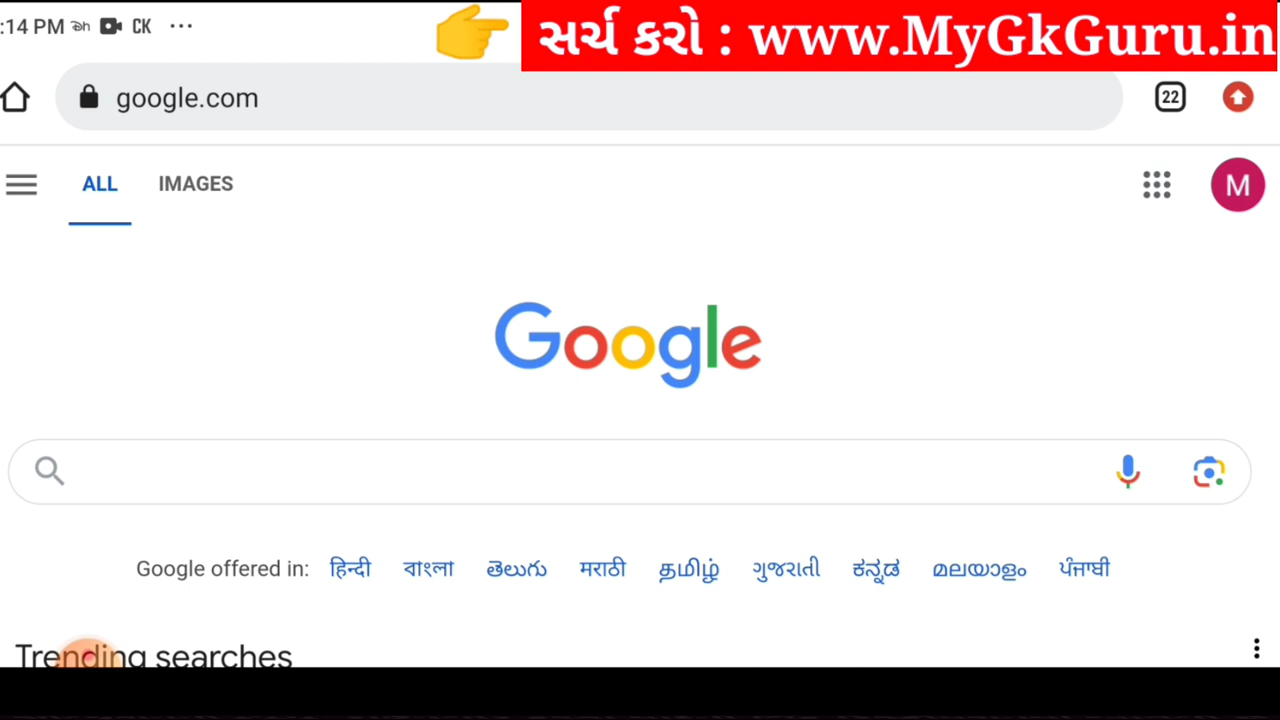 :14 PM CK ...
સર્ચ કરો : www.MyGkGuru.in
google.com
22
ALL IMAGES
M
Google
Google offered in: हिन्दी বাংলা తెలుగు मराठी தமிழ் ગુજરાતી ಕನ್ನಡ മലയാളം ਪੰਜਾਬੀ
Trending searches